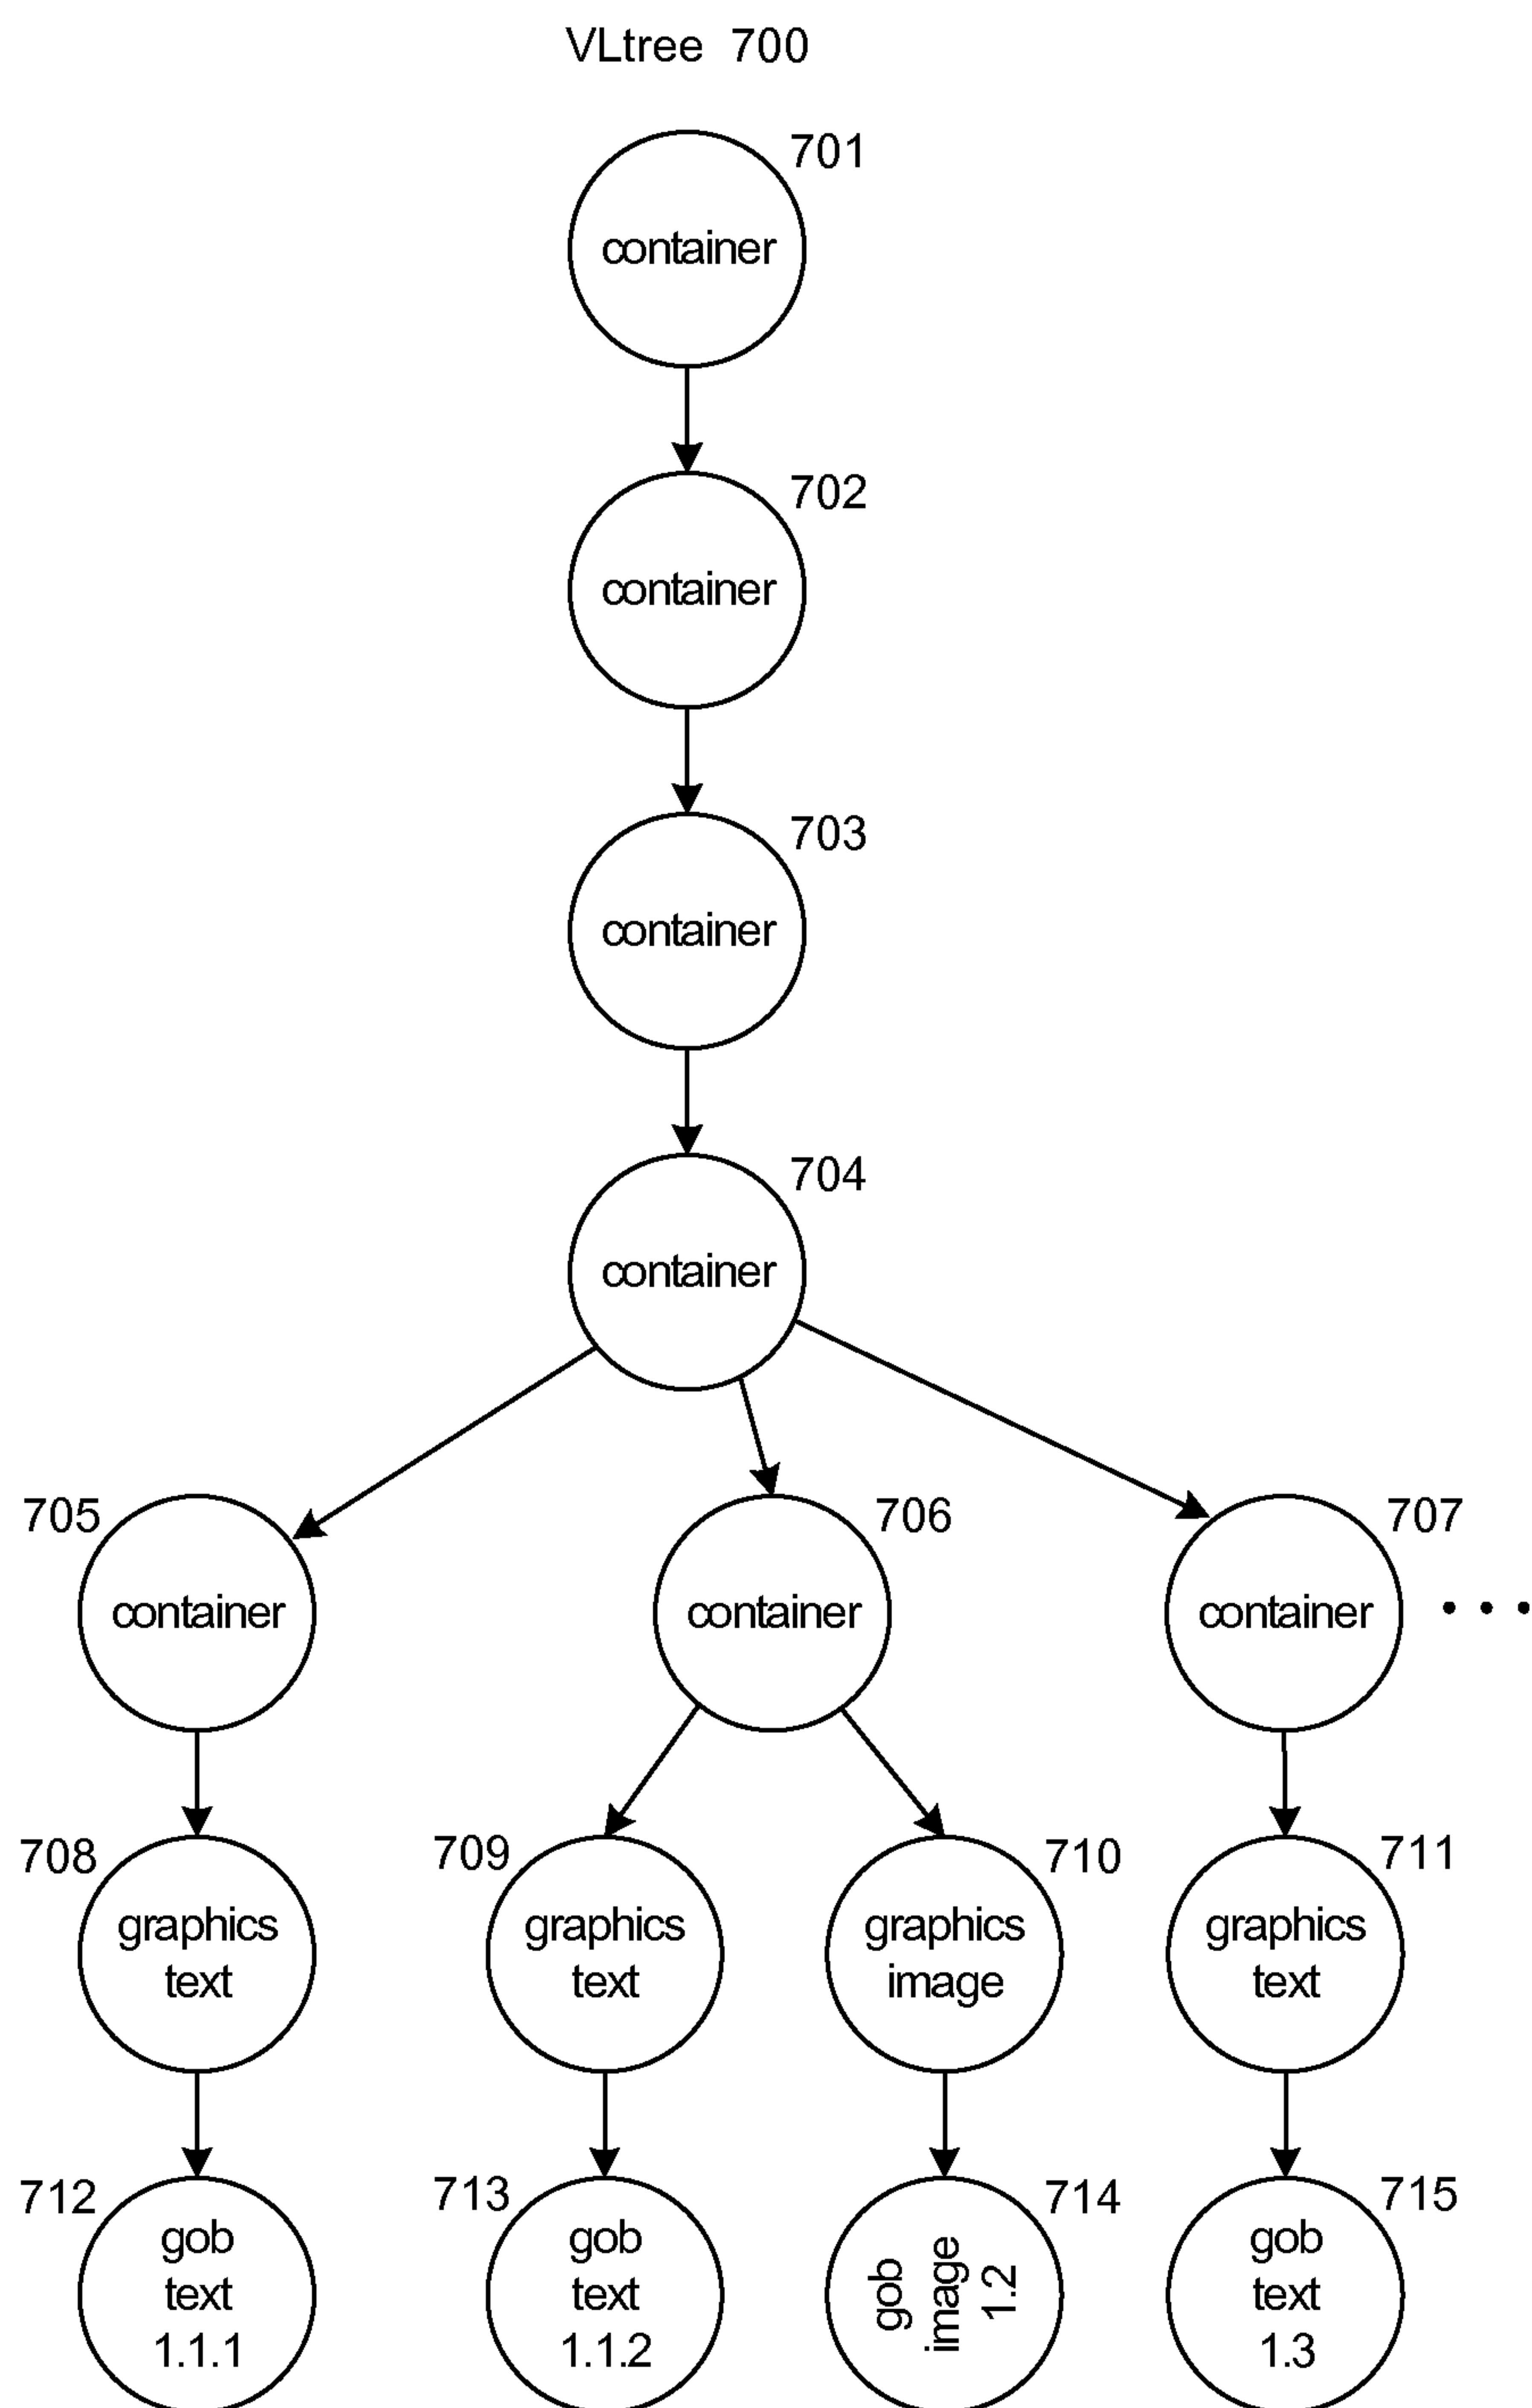 VLtree 700
701
container
702
container
703
container
704
container
705
706
707
container
container
container
708
709
710
711
graphics
text
graphics
text
graphics
image
graphics
text
712
713
714
715
gob
text
1.1.1
gob
text
1.1.2
gob
image
1.2
gob
text
1.3